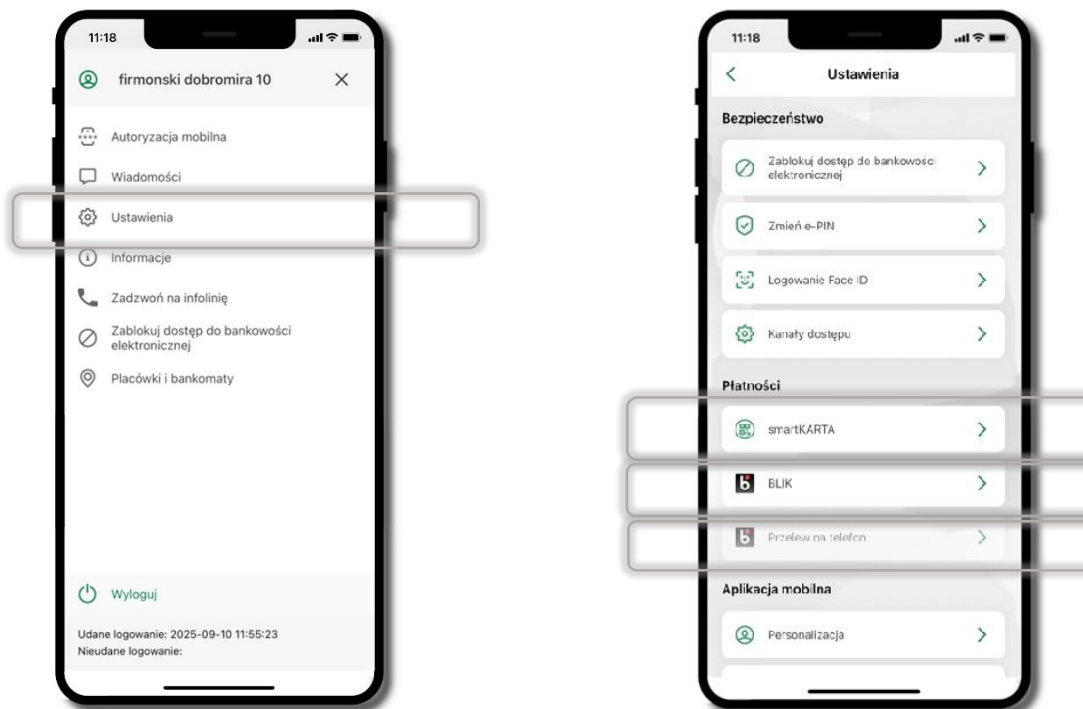 11:18
firmonski dobromira 10
Autoryzacja mobilna
Wiadomości
Ustawienia
Informacje
Zadzwoń na infolinię
Zablokuj dostęp do bankowości
elektronicznej
Placówki i bankomaty
Wyloguj
Udane logowanie: 2025-09-10 11:55:23
Nieudane logowanie:
11:18
Ustawienia
Bezpieczeństwo
Zablokuj dostęp do bankowości
elektronicznej
Zmień e-PIN
Logowanie Face ID
Kanały dostępu
Płatności
smartKARTA
BLIK
Przelew na telefon
Aplikacja mobilna
Personalizacja